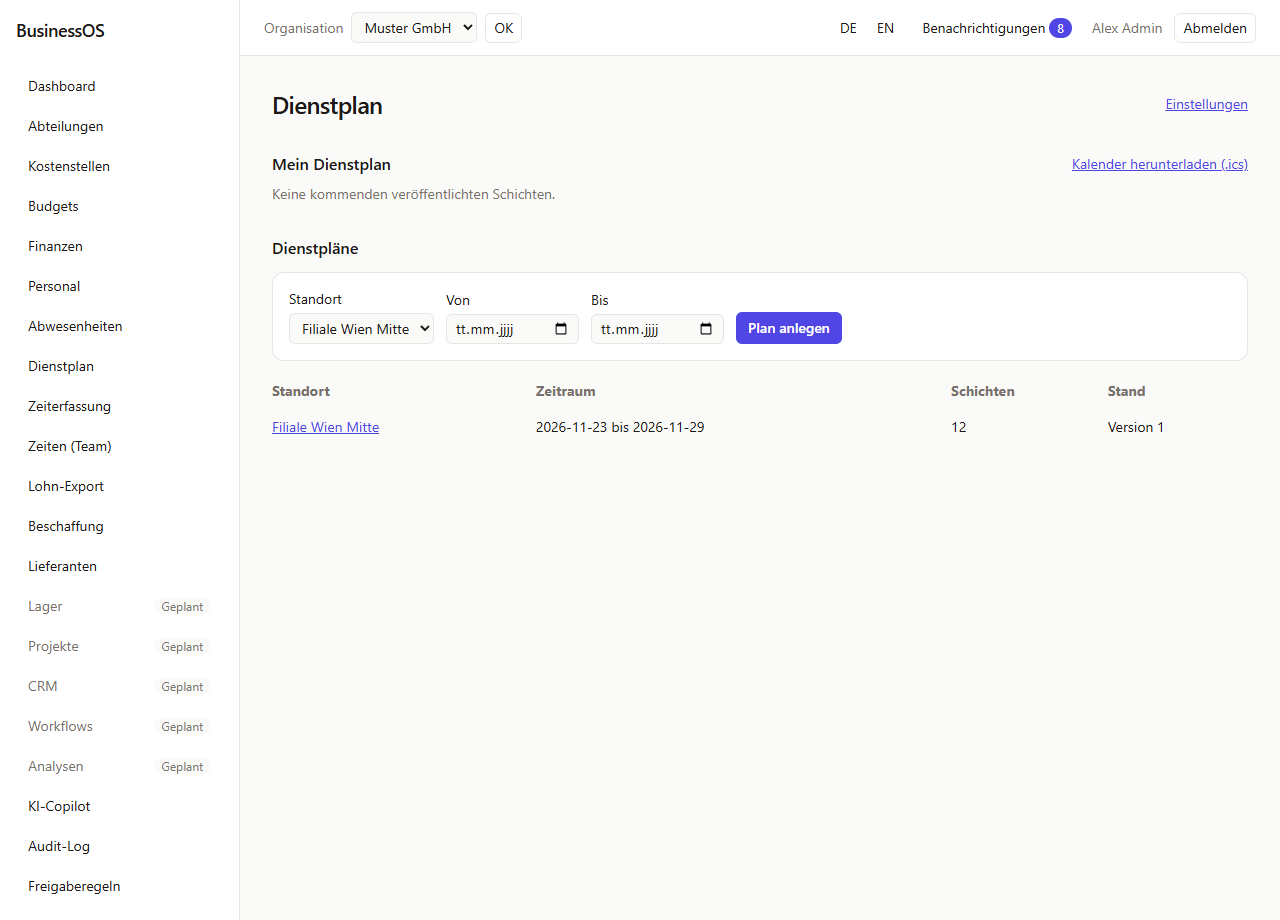 BusinessOS
Organisation Muster GmbH OK DE EN Benachrichtigungen 8 Alex Admin Abmelden
Dashboard
Abteilungen
Kostenstellen
Budgets
Finanzen
Personal
Abwesenheiten
Dienstplan
Zeiterfassung
Zeiten (Team)
Lohn-Export
Beschaffung
Lieferanten
Lager Geplant
Projekte Geplant
CRM Geplant
Workflows Geplant
Analysen Geplant
KI-Copilot
Audit-Log
Freigaberegeln
Dienstplan Einstellungen
Mein Dienstplan Kalender herunterladen (.ics)
Keine kommenden veröffentlichten Schichten.
Dienstpläne
Standort Von Bis
Filiale Wien Mitte tt.mm.jjjj tt.mm.jjjj Plan anlegen
Standort Zeitraum Schichten Stand
Filiale Wien Mitte 2026-11-23 bis 2026-11-29 12 Version 1